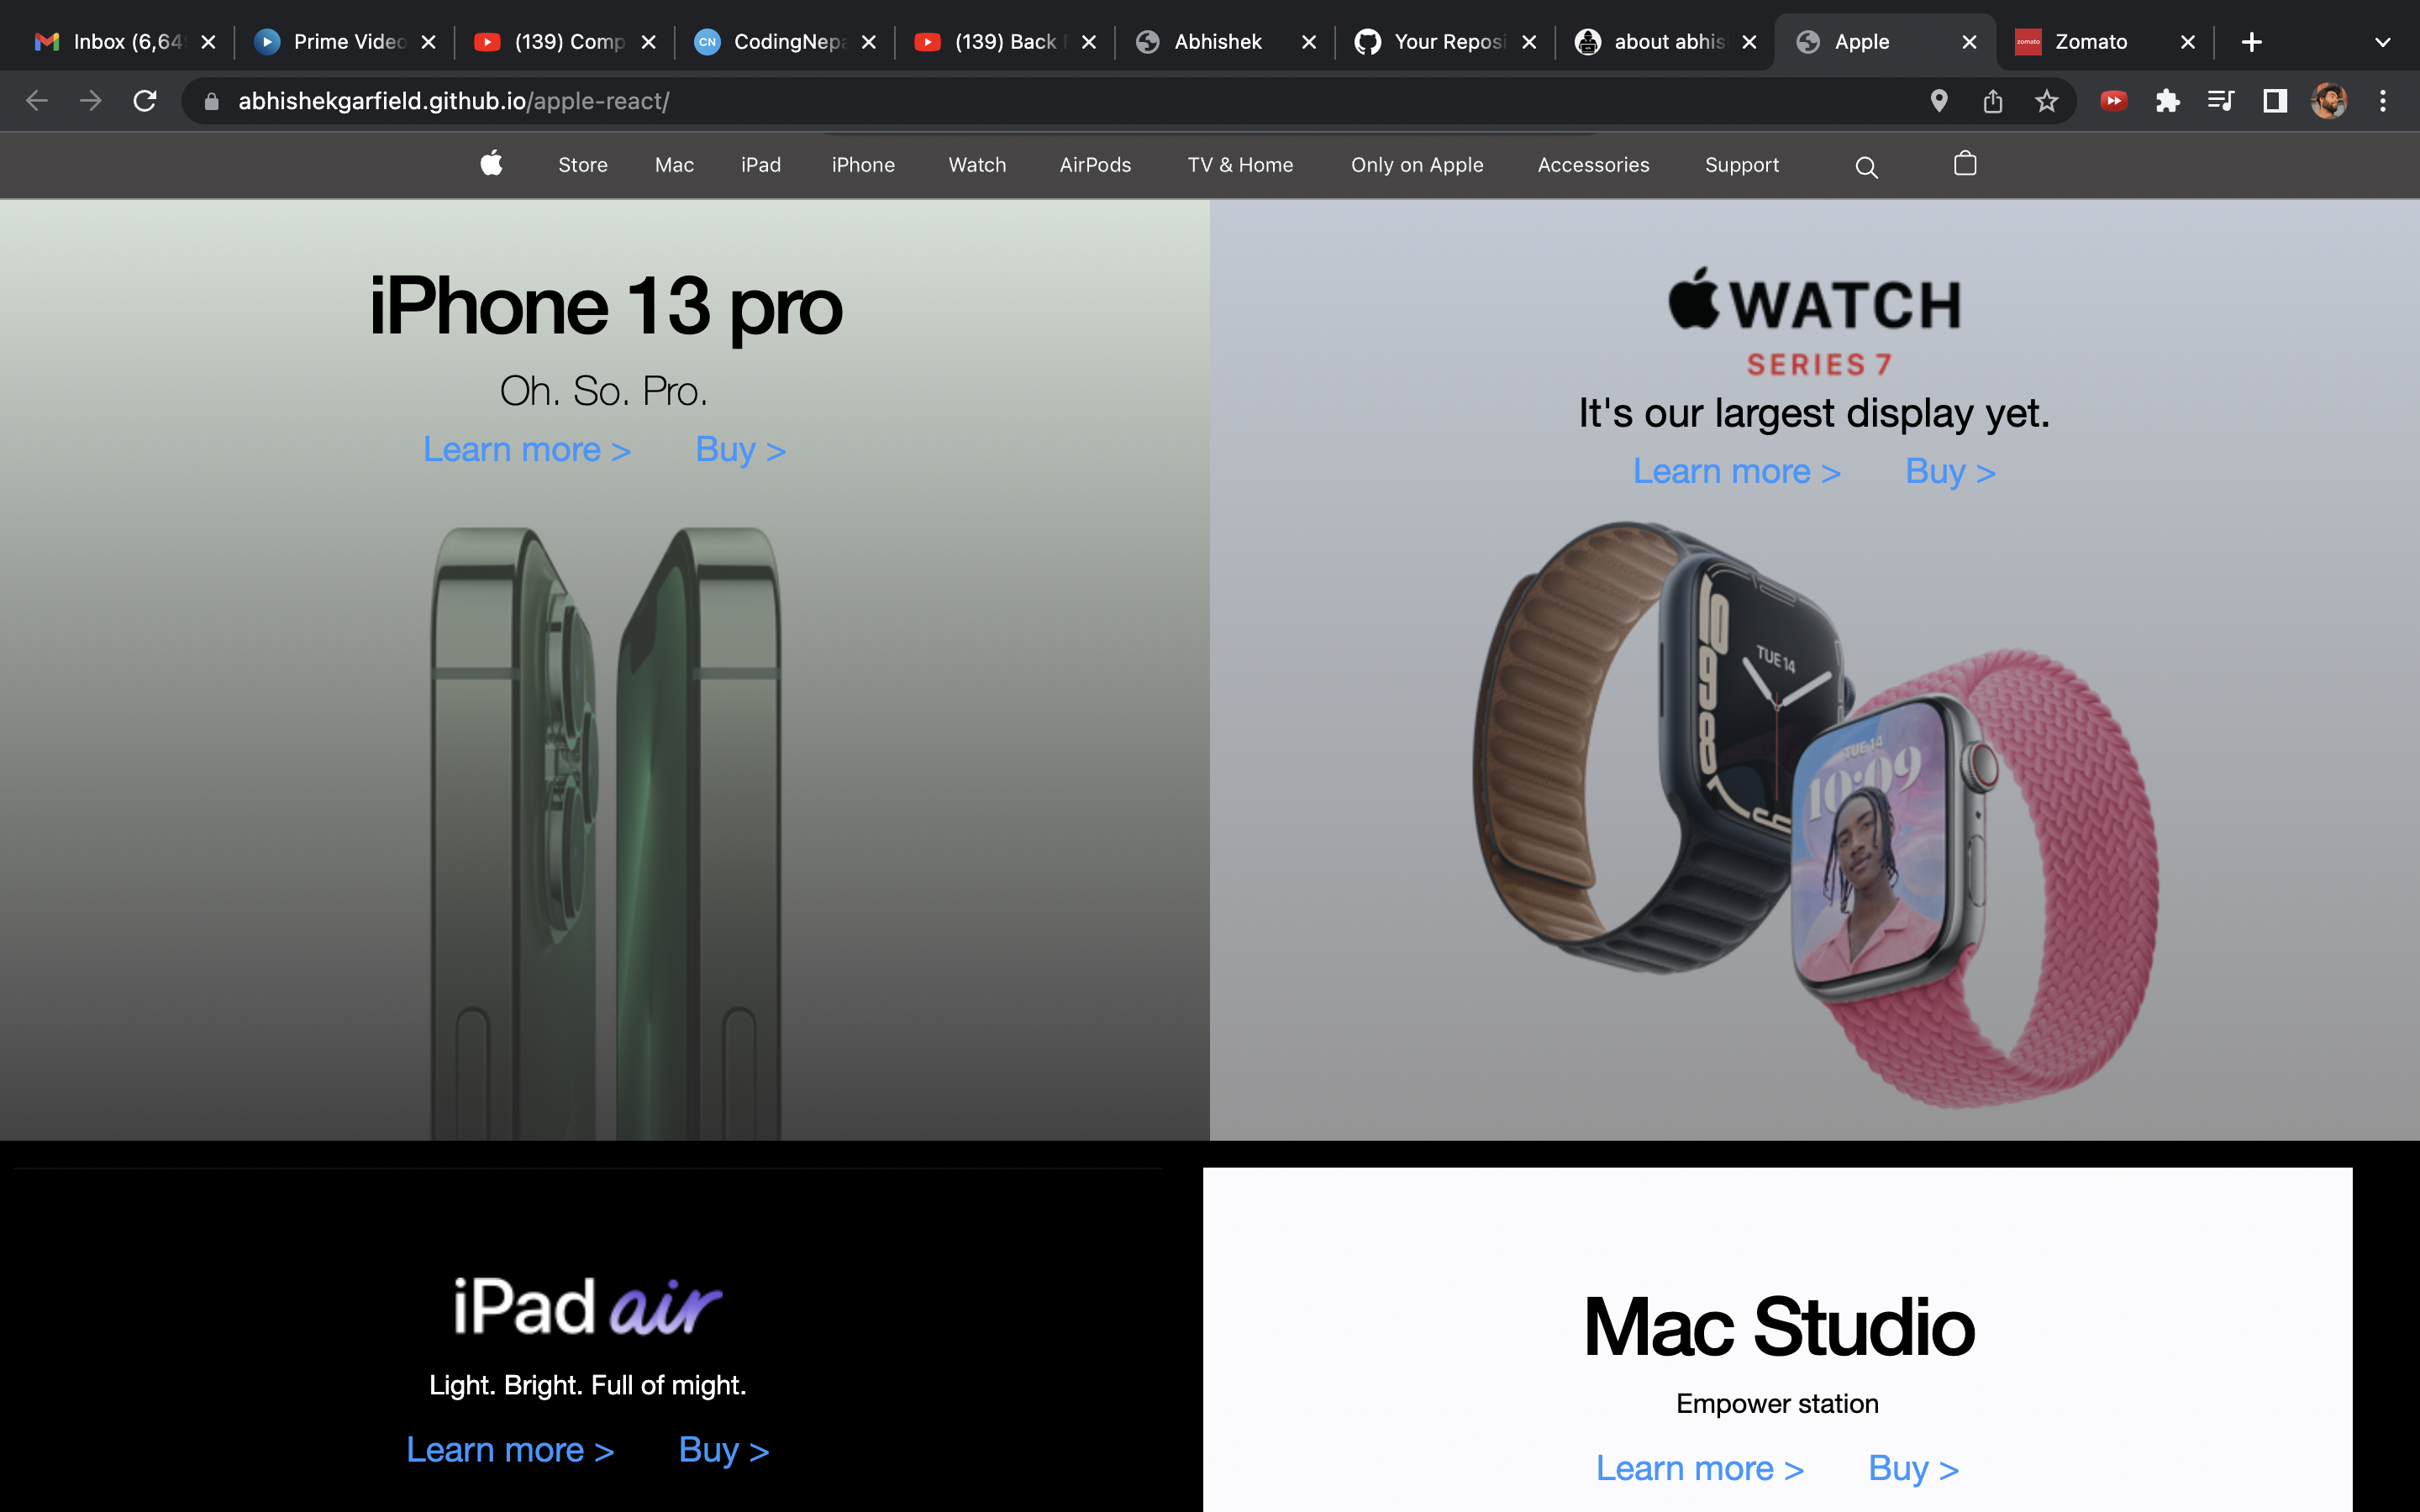 Inbox (6,64
Prime Video
(139) Comp
CodingNepa
(139) Back
Abhishek
Your Reposi
about abhis
Apple
Zomato
abhishekgarfield.github.io/apple-react/
Store
Mac
iPad
iPhone
Watch
AirPods
TV & Home
Only on Apple
Accessories
Support
iPhone 13 pro
Oh. So. Pro.
Learn more > Buy >
WATCH
SERIES 7
It's our largest display yet.
Learn more > Buy >
TUE 14
TUE 14
10:09
iPad air
Light. Bright. Full of might.
Learn more > Buy >
Mac Studio
Empower station
Learn more > Buy >